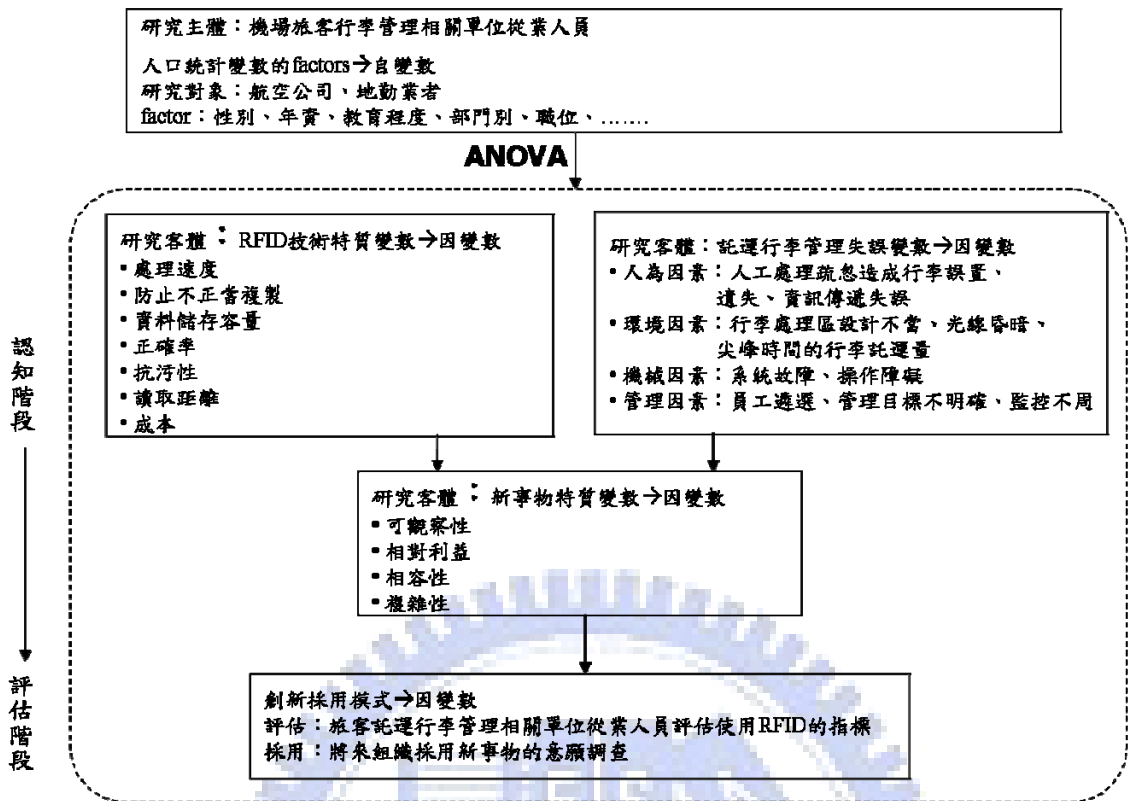 研究主體：機場旅客行李管理相關單位從業人員
人口統計變數的factors→自變數
研究對象：航空公司、地勤業者
factor：性別、年資、教育程度、部門別、職位、........
ANOVA
研究客體：RFID技術特質變數→因變數
▪處理速度
▪防止不正當複製
▪資料儲存容量
▪正確率
▪抗污性
▪讀取距離
▪成本
研究客體：託運行李管理失誤變數→因變數
▪人為因素：人工處理疏忽造成行李誤置、
遺失、資訊傳遞失誤
▪環境因素：行李處理區設計不當、光線昏暗、
尖峰時間的行李託運量
▪機械因素：系統故障、操作障礙
▪管理因素：員工遴選、管理目標不明確、監控不周
認知階段
研究客體：新事物特質變數→因變數
▪可觀察性
▪相對利益
▪相容性
▪複雜性
評估階段
創新採用模式→因變數
評估：旅客託運行李管理相關單位從業人員評估使用RFID的指標
採用：將來組織採用新事物的意願調查